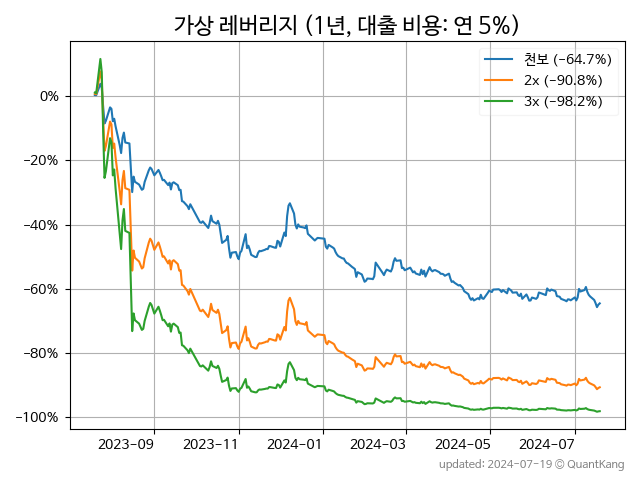 가상 레버리지 (1년, 대출 비용: 연 5%)
천보 (−64.7%)
2x (−90.8%)
3x (−98.2%)
0%
−20%
−40%
−60%
−80%
−100%
2023-09 2023-11 2024-01 2024-03 2024-05 2024-07
updated: 2024-07-19 © QuantKang